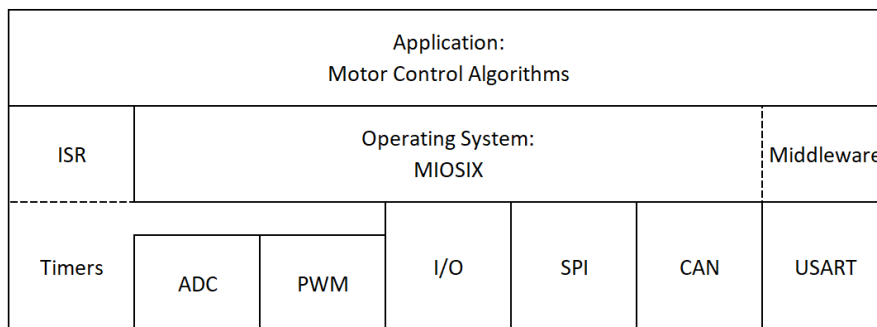 Application:
Motor Control Algorithms
ISR
Operating System:
MIOSIX
Middleware
Timers
ADC
PWM
I/O
SPI
CAN
USART